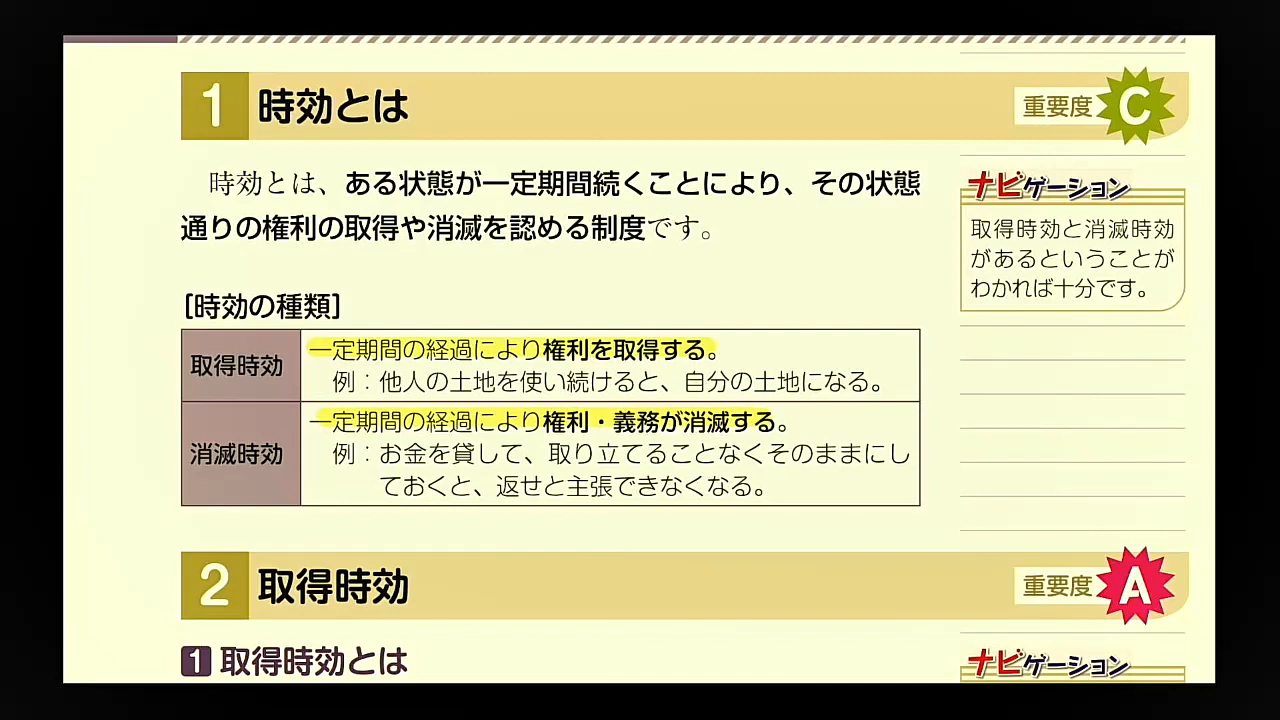 1 時効とは
重要度 C
時効とは、ある状態が一定期間続くことにより、その状態
通りの権利の取得や消滅を認める制度です。
[時効の種類]
取得時効
一定期間の経過により権利を取得する。
例：他人の土地を使い続けると、自分の土地になる。
消滅時効
一定期間の経過により権利・義務が消滅する。
例：お金を貸して、取り立てることなくそのままにし
ておくと、返せと主張できなくなる。
ナビゲーション
取得時効と消滅時効
があるということが
わかれば十分です。
2 取得時効
重要度 A
1 取得時効とは
ナビゲーション